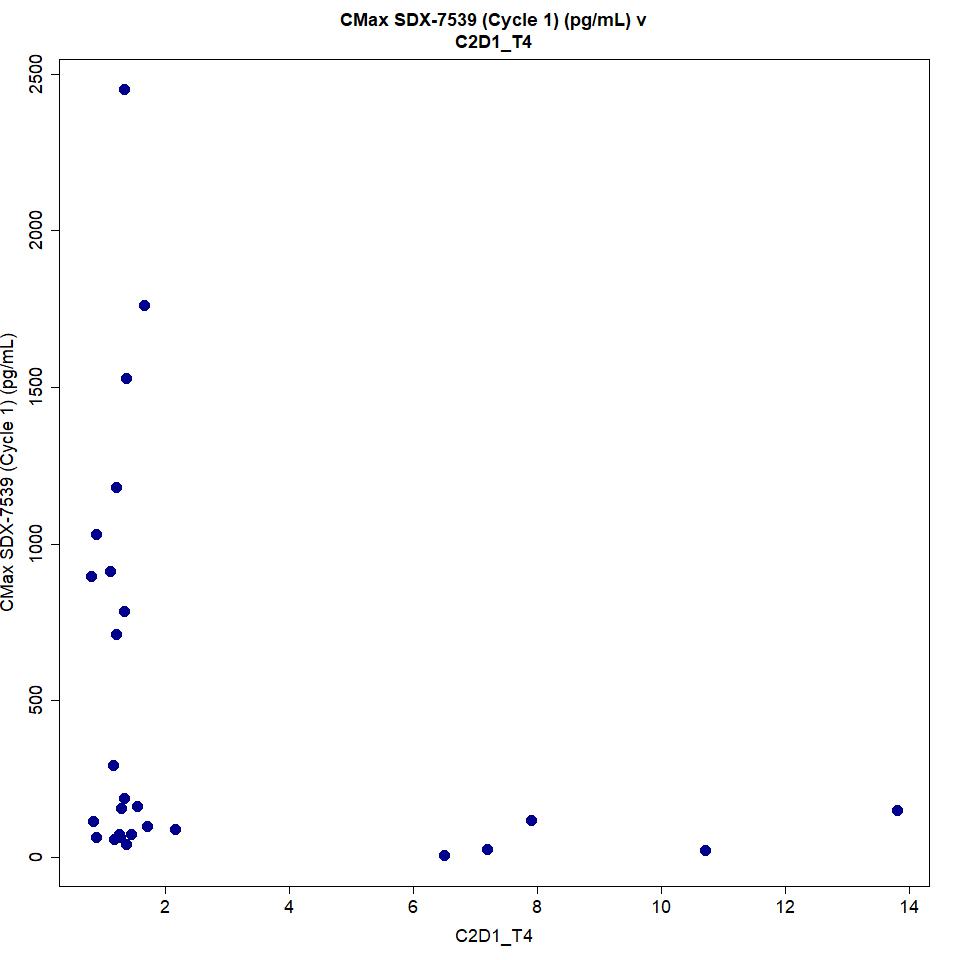 CMax SDX-7539 (Cycle 1) (pg/mL) v
C2D1_T4
2500
2000
1500
1000
500
0
CMax SDX-7539 (Cycle 1) (pg/mL)
2 4 6 8 10 12 14
C2D1_T4